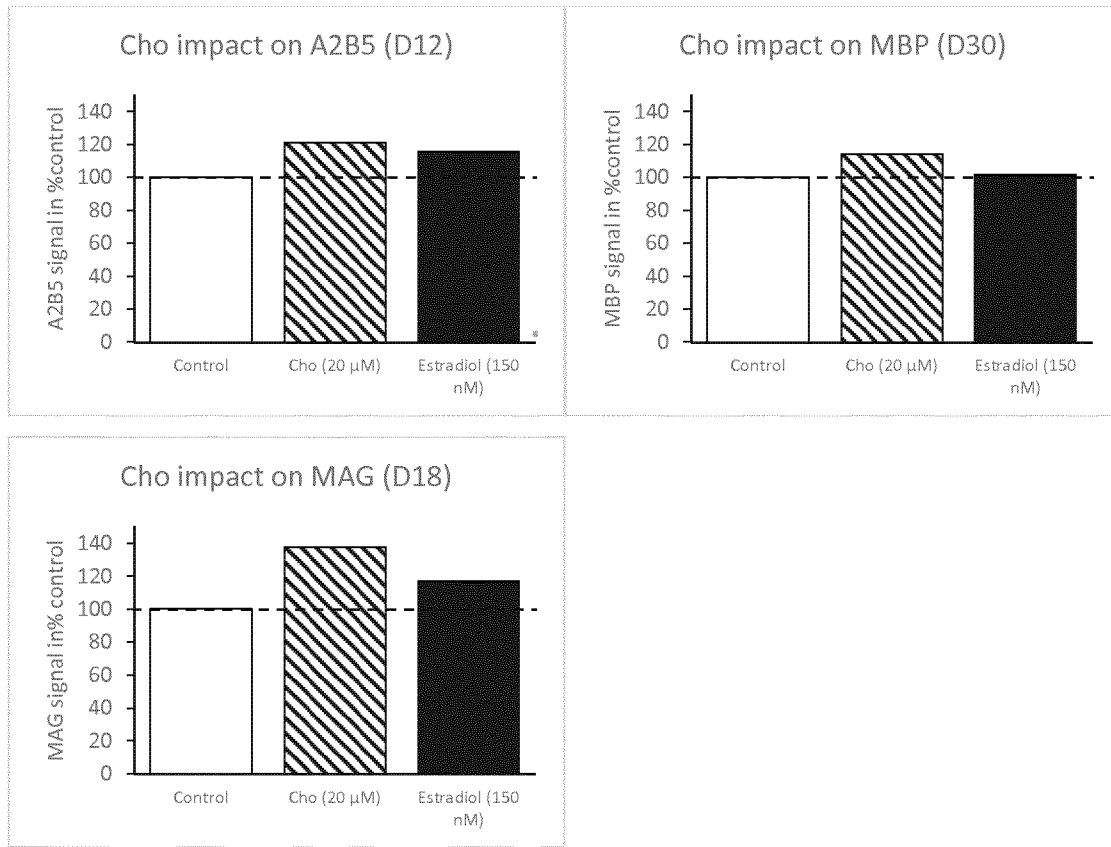 Cho impact on A2B5 (D12)
A2B5 signal in %control
140
120
100
80
60
40
20
0
Control
Cho (20 µM)
Estradiol (150
nM)
Cho impact on MBP (D30)
MBP signal in %control
140
120
100
80
60
40
20
0
Control
Cho (20 µM)
Estradiol (150
nM)
Cho impact on MAG (D18)
MAG signal in% control
140
120
100
80
60
40
20
0
Control
Cho (20 µM)
Estradiol (150
nM)